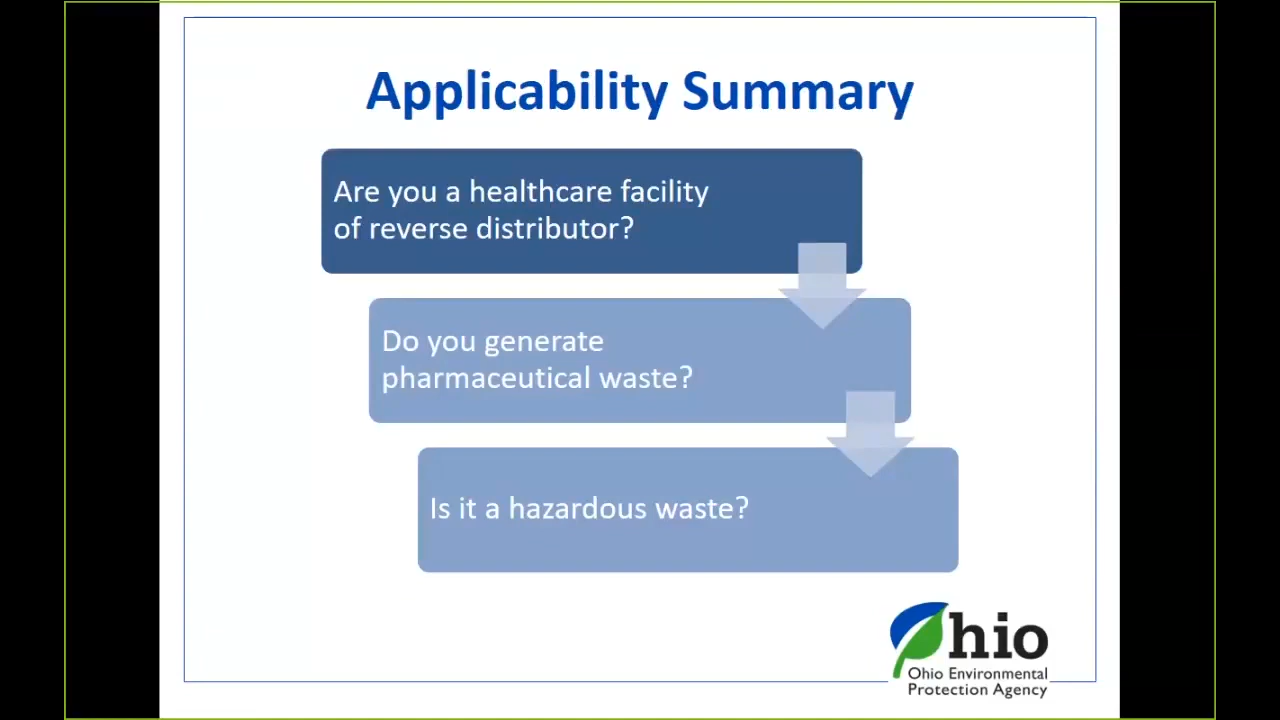 Applicability Summary
Are you a healthcare facility
of reverse distributor?
Do you generate
pharmaceutical waste?
Is it a hazardous waste?
Ohio
Ohio Environmental
Protection Agency